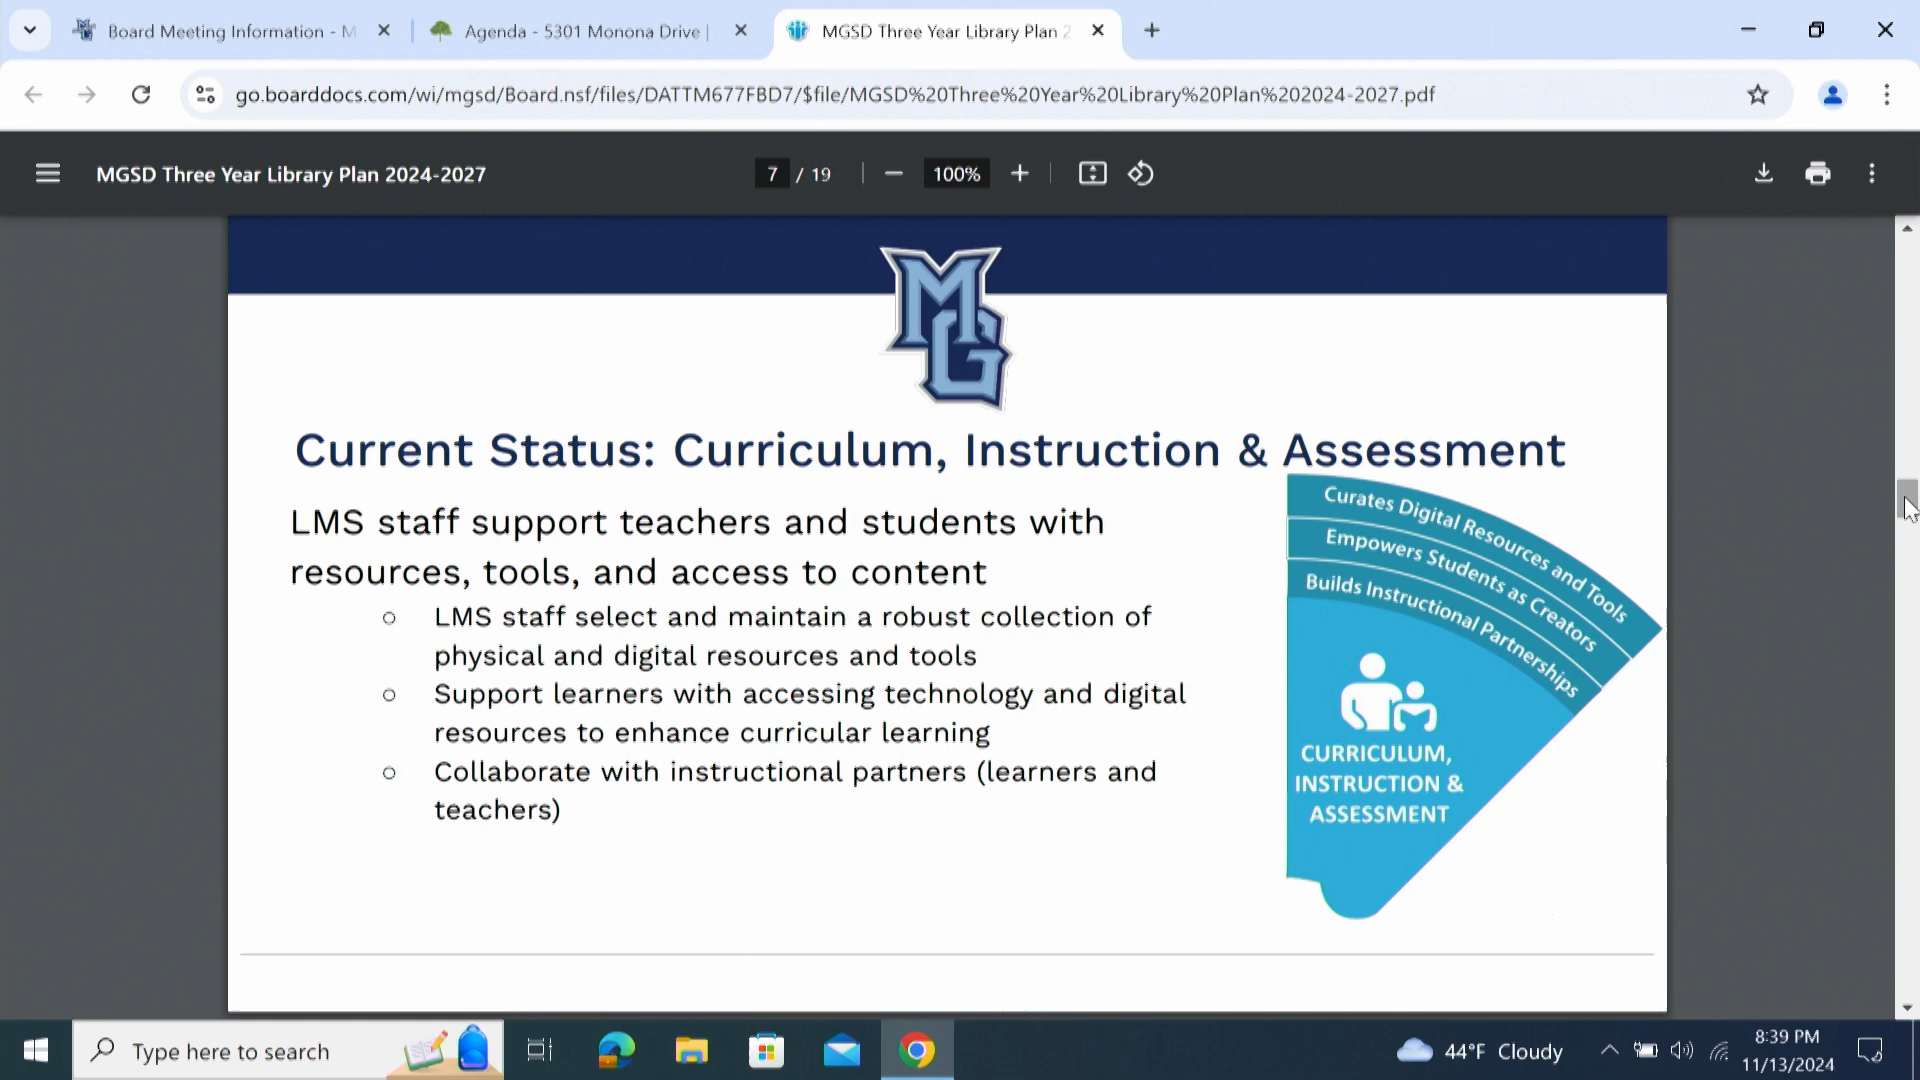 Board Meeting Information - M
Agenda - 5301 Monona Drive |
MGSD Three Year Library Plan 2
go.boarddocs.com/wi/mgsd/Board.nsf/files/DATTM677FBD7/$file/MGSD%20Three%20Year%20Library%20Plan%202024-2027.pdf
MGSD Three Year Library Plan 2024-2027
7 / 19
100%
MG
Current Status: Curriculum, Instruction & Assessment
LMS staff support teachers and students with
resources, tools, and access to content
LMS staff select and maintain a robust collection of
physical and digital resources and tools
Support learners with accessing technology and digital
resources to enhance curricular learning
Collaborate with instructional partners (learners and
teachers)
Curates Digital Resources and Tools
Empowers Students as Creators
Builds Instructional Partnerships
CURRICULUM,
INSTRUCTION &
ASSESSMENT
Type here to search
44°F Cloudy
8:39 PM
11/13/2024